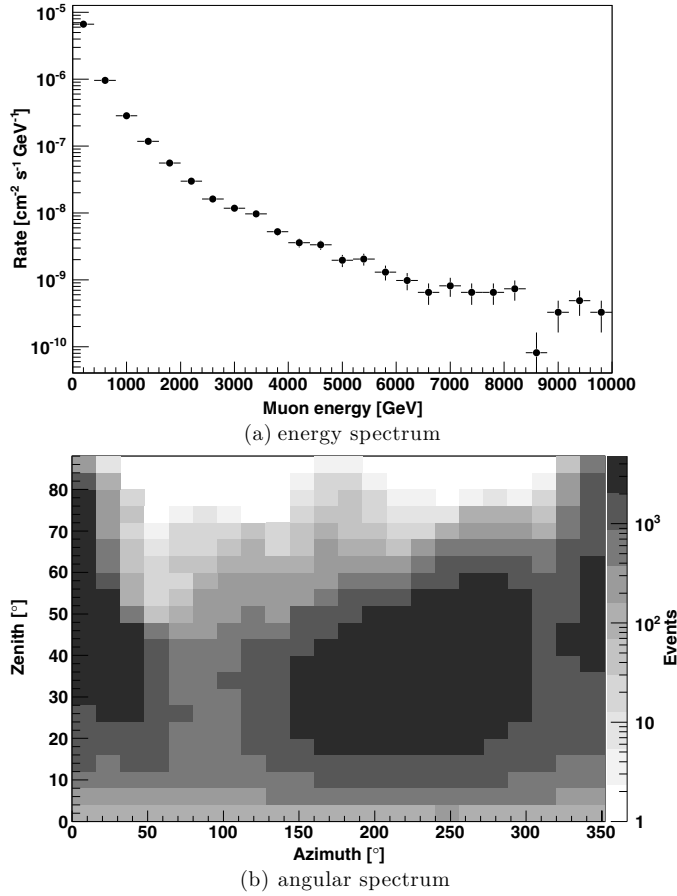 10⁻⁵
10⁻⁶
10⁻⁷
10⁻⁸
10⁻⁹
10⁻¹⁰
Rate [cm⁻² s⁻¹ GeV⁻¹]
0 1000 2000 3000 4000 5000 6000 7000 8000 9000 10000
Muon energy [GeV]
(a) energy spectrum
80
70
60
50
40
30
20
10
0
Zenith [°]
0 50 100 150 200 250 300 350
Azimuth [°]
10³
10²
10
1
Events
(b) angular spectrum